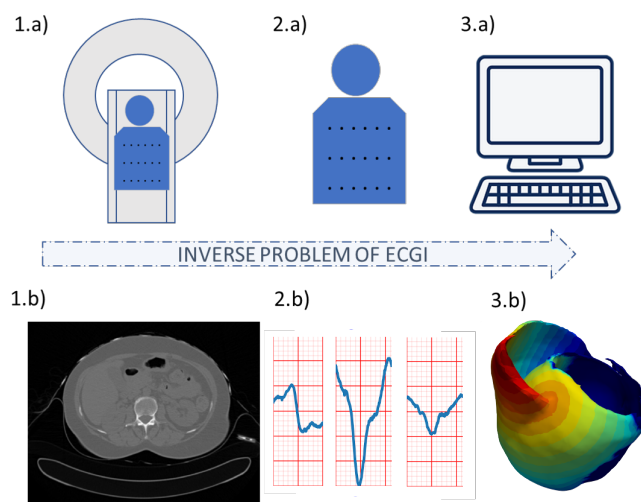 1.a)
2.a)
3.a)
INVERSE PROBLEM OF ECGI
1.b)
2.b)
3.b)